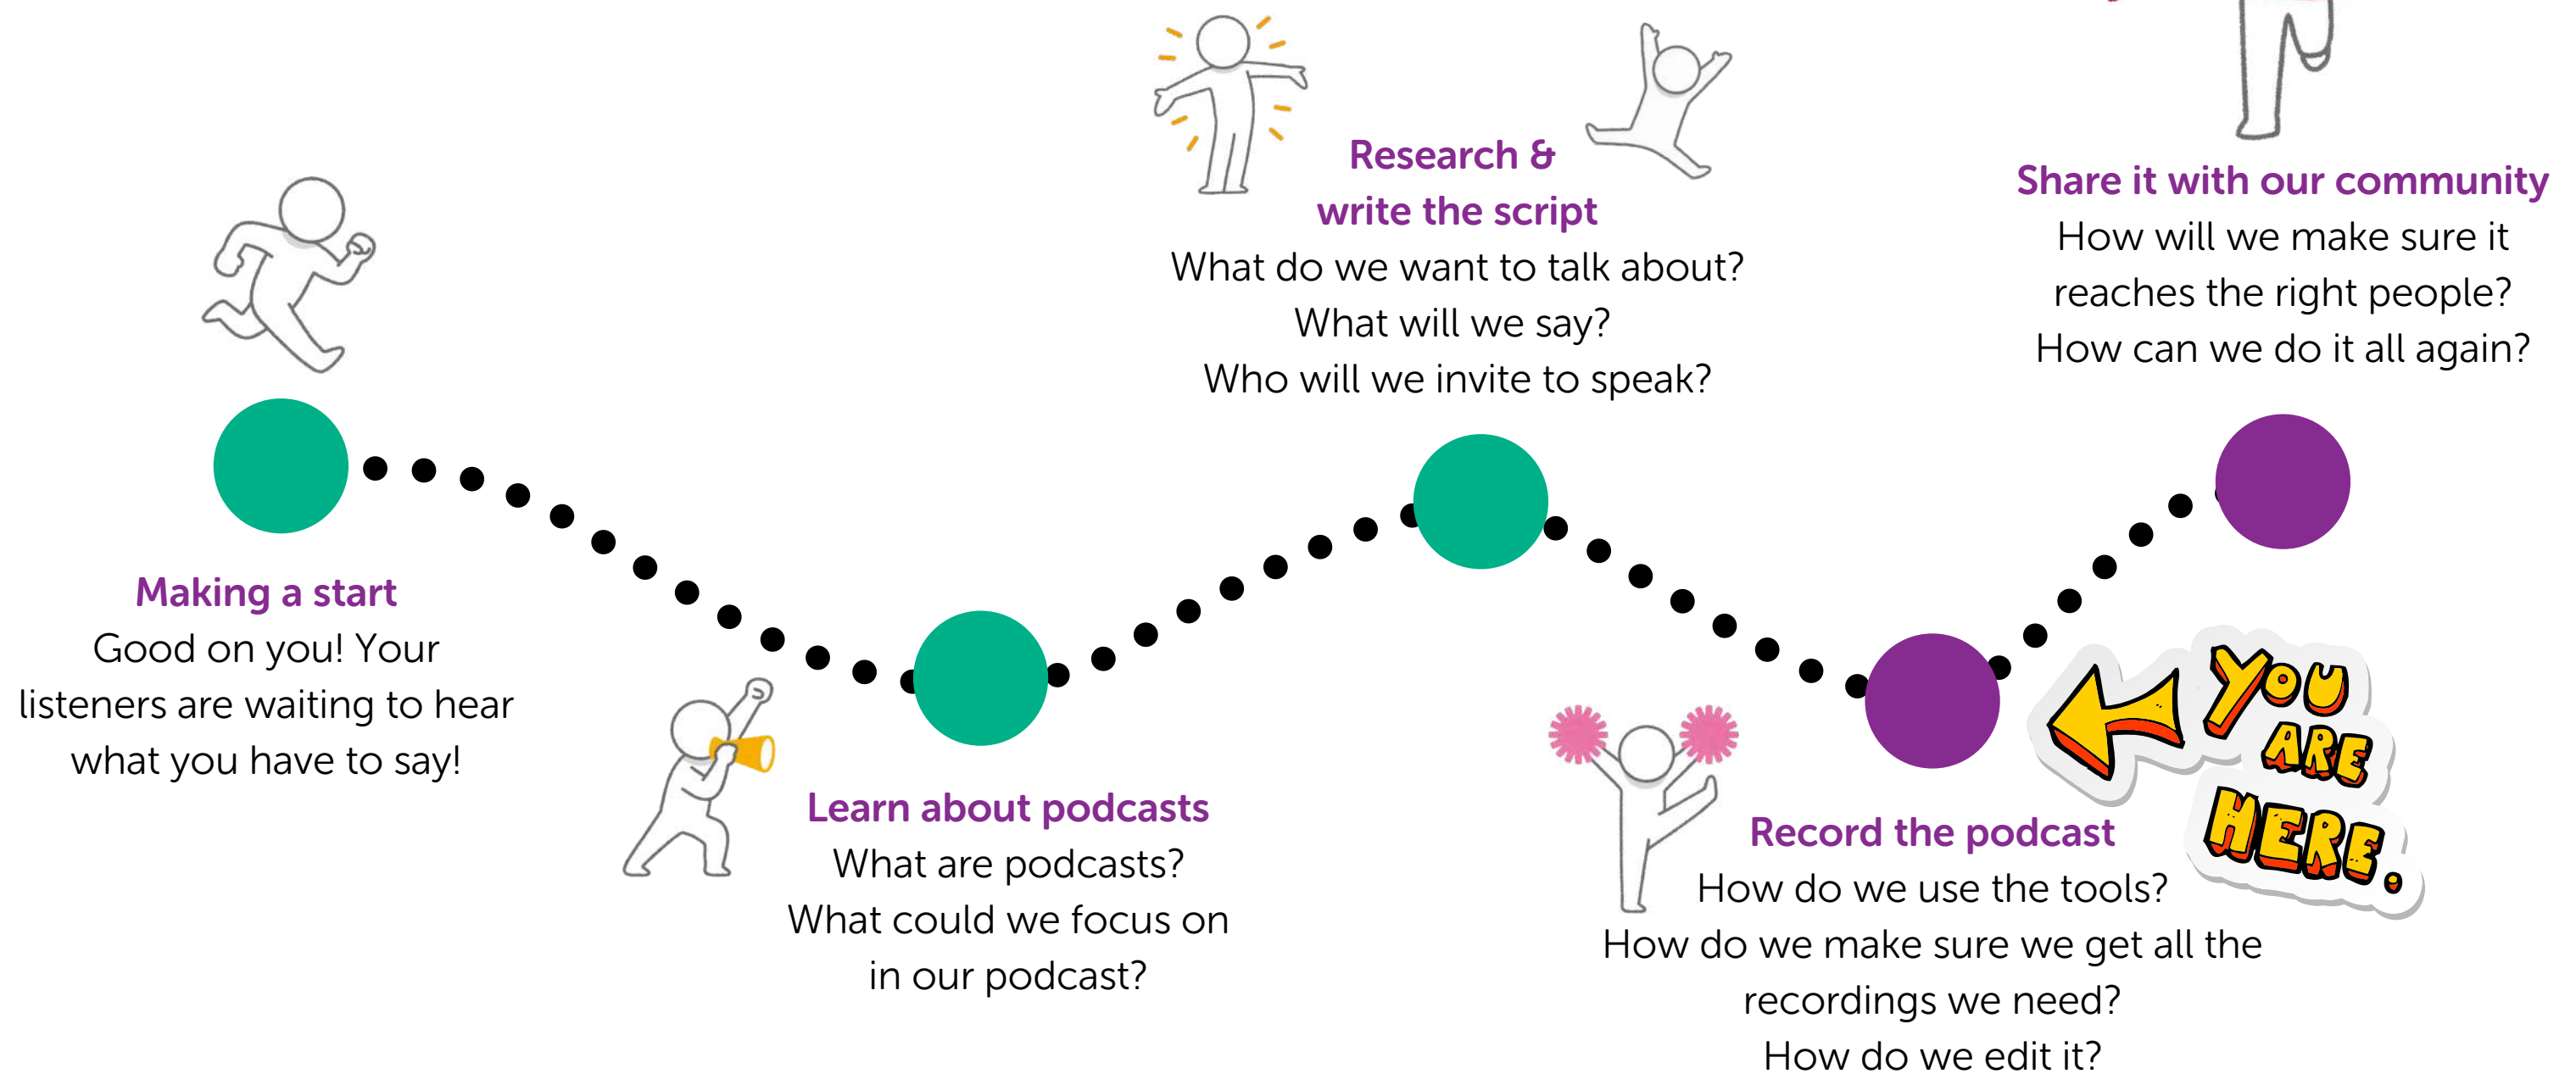 Making a start
Good on you! Your
listeners are waiting to hear
what you have to say!
Learn about podcasts
What are podcasts?
What could we focus on
in our podcast?
Research &
write the script
What do we want to talk about?
What will we say?
Who will we invite to speak?
Record the podcast
How do we use the tools?
How do we make sure we get all the
recordings we need?
How do we edit it?
YOU
ARE
HERE.
Share it with our community
How will we make sure it
reaches the right people?
How can we do it all again?